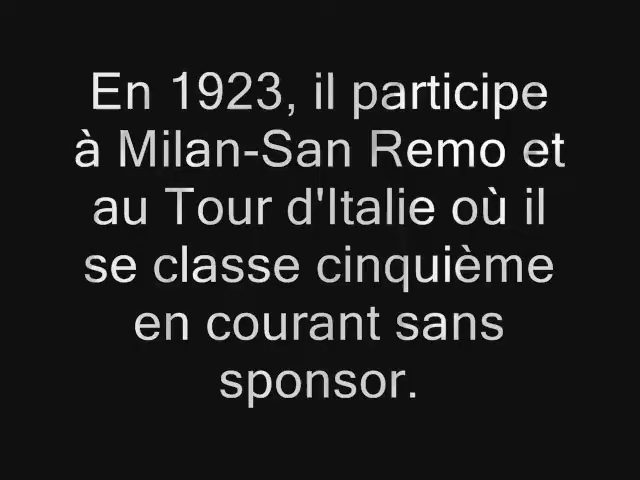 En 1923, il participe
à Milan-San Remo et
au Tour d'Italie où il
se classe cinquième
en courant sans
sponsor.